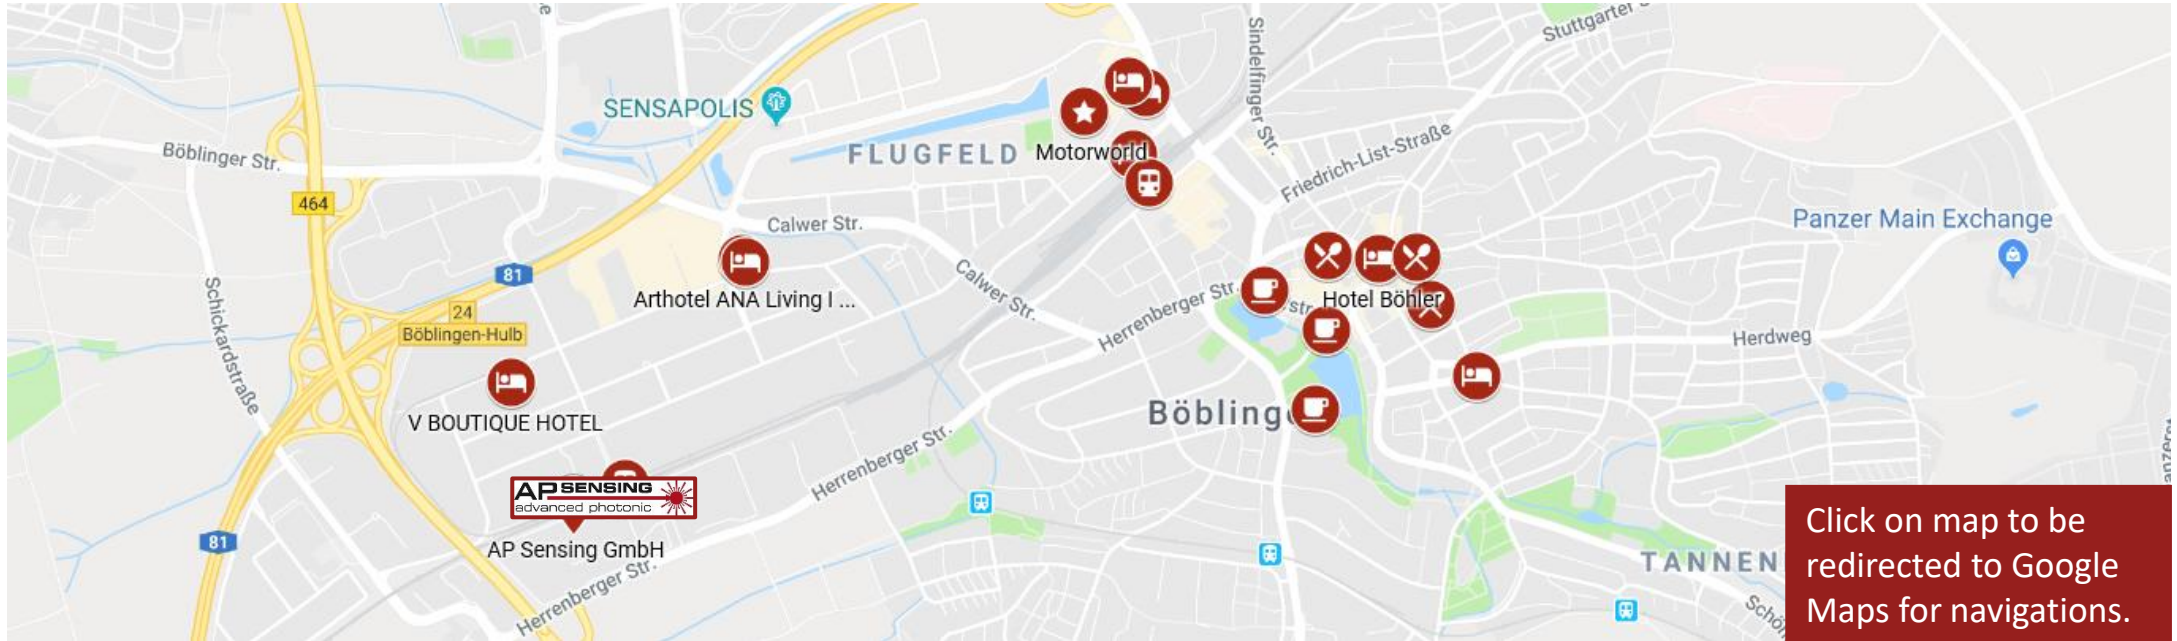 Stuttgarter S
Sindelfinger Str.
SENSAPOLIS
FLUGFELD
Motorworld
Böblinger Str.
Friedrich-List-Straße
464
Calwer Str.
Panzer Main Exchange
81
Schickardstraße
Arthotel ANA Living I ...
Calwer Str.
Herrenberger Str.
str
Hotel Böhler
24
Böblingen-Hulb
Herdweg
V BOUTIQUE HOTEL
Böblinge
Herrenberger Str.
AP SENSING
advanced photonic
AP Sensing GmbH
81
Herrenberger Str.
TANNEN
Schö
Click on map to be
redirected to Google
Maps for navigations.